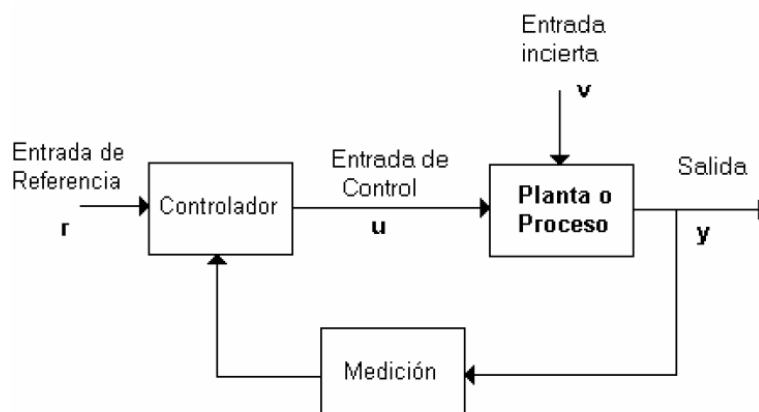 Entrada
incierta
v
Entrada de
Referencia
r
Controlador
Entrada de
Control
u
Planta o
Proceso
Salida
y
Medición